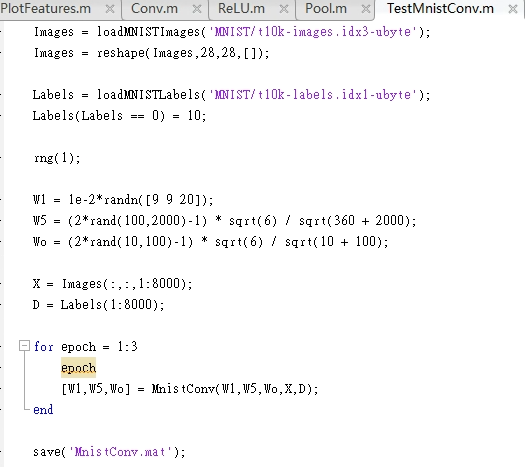 PlotFeatures.m × Conv.m × ReLU.m × Pool.m × TestMnistConv.m ×
Images = loadMNISTImages('MNIST/t10k-images.idx3-ubyte');
Images = reshape(Images,28,28,[]);
Labels = loadMNISTLabels('MNIST/t10k-labels.idx1-ubyte');
Labels(Labels == 0) = 10;
rng(1);
W1 = 1e-2*randn([9 9 20]);
W5 = (2*rand(100,2000)-1) * sqrt(6) / sqrt(360 + 2000);
Wo = (2*rand(10,100)-1) * sqrt(6) / sqrt(10 + 100);
X = Images(:,:,1:8000);
D = Labels(1:8000);
for epoch = 1:3
epoch
[W1,W5,Wo] = MnistConv(W1,W5,Wo,X,D);
end
save('MnistConv.mat');